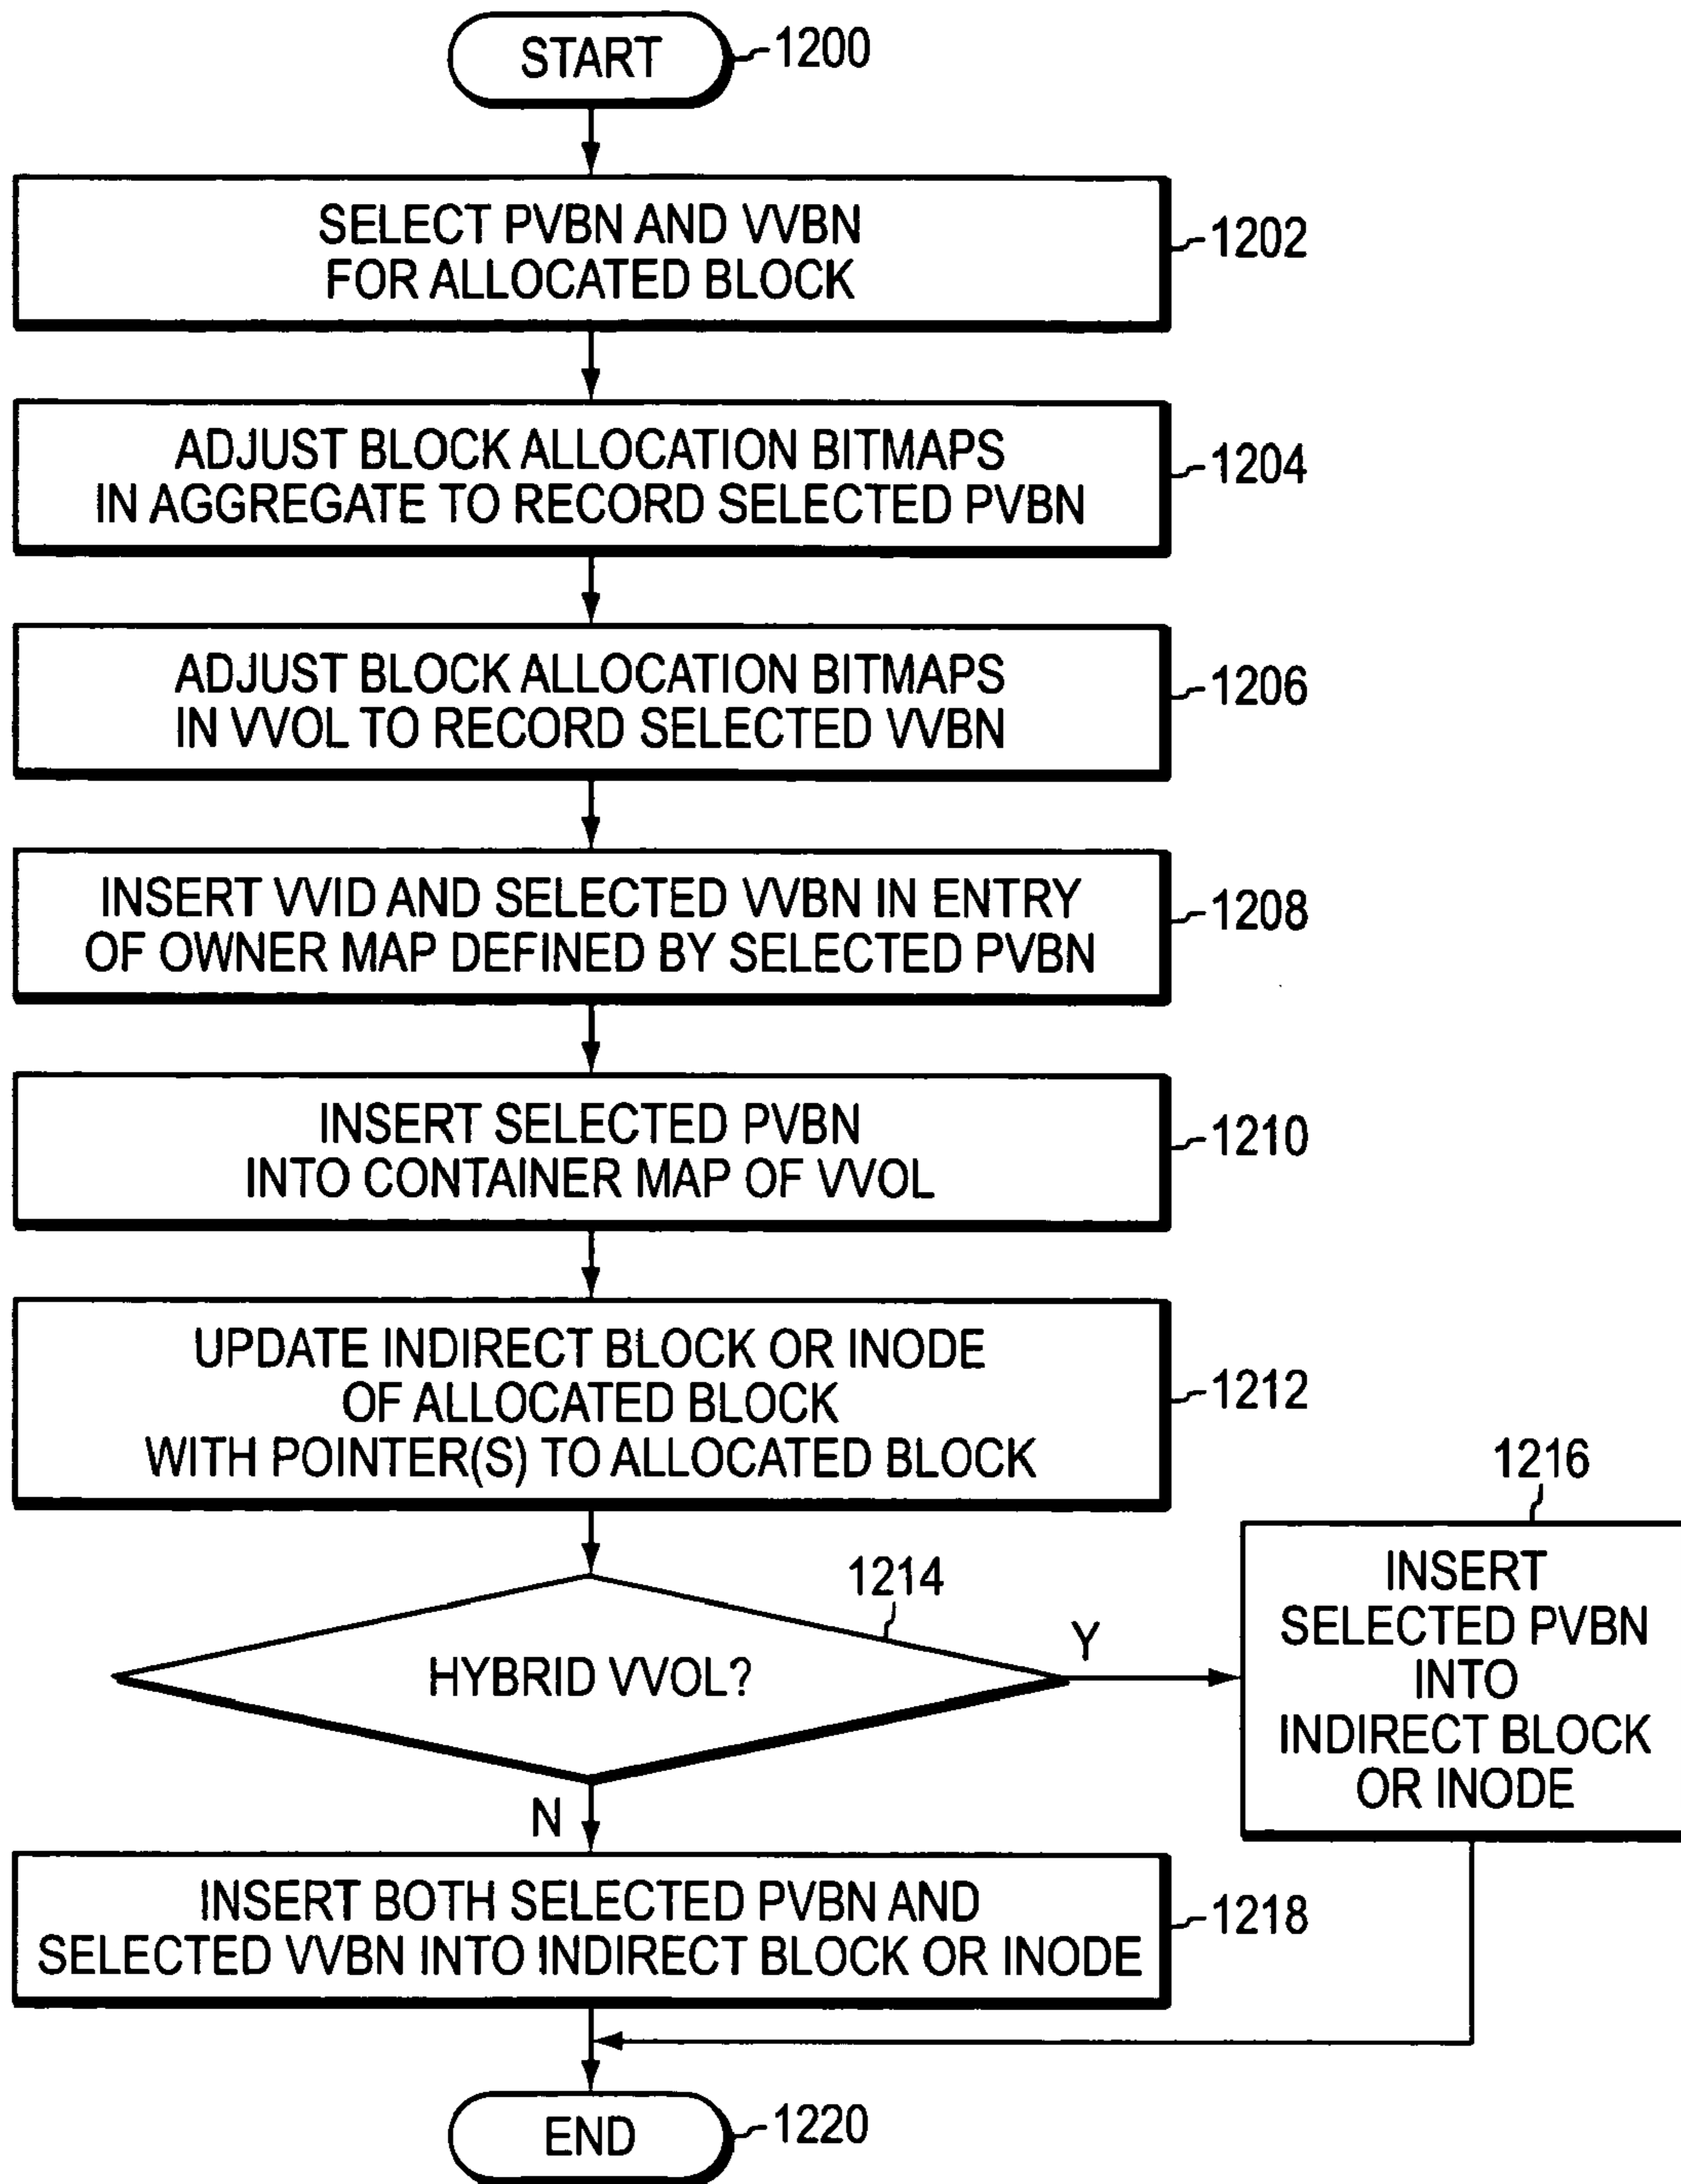 START
1200
SELECT PVBN AND VVBN
FOR ALLOCATED BLOCK
1202
ADJUST BLOCK ALLOCATION BITMAPS
IN AGGREGATE TO RECORD SELECTED PVBN
1204
ADJUST BLOCK ALLOCATION BITMAPS
IN VVOL TO RECORD SELECTED VVBN
1206
INSERT VVID AND SELECTED VVBN IN ENTRY
OF OWNER MAP DEFINED BY SELECTED PVBN
1208
INSERT SELECTED PVBN
INTO CONTAINER MAP OF VVOL
1210
UPDATE INDIRECT BLOCK OR INODE
OF ALLOCATED BLOCK
WITH POINTER(S) TO ALLOCATED BLOCK
1212
1214
HYBRID VVOL?
Y
N
1216
INSERT
SELECTED PVBN
INTO
INDIRECT BLOCK
OR INODE
INSERT BOTH SELECTED PVBN AND
SELECTED VVBN INTO INDIRECT BLOCK OR INODE
1218
END
1220